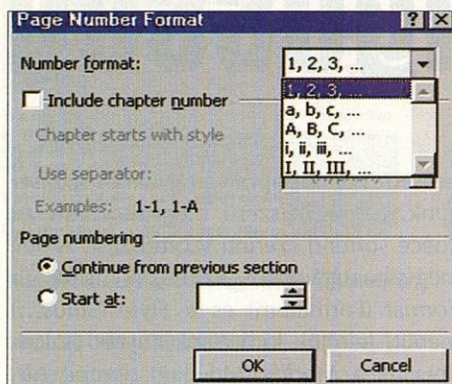 Page Number Format
Number format:
1, 2, 3, ...
1, 2, 3, ...
a, b, c, ...
A, B, C, ...
i, ii, iii, ...
I, II, III, ...
Include chapter number
Chapter starts with style
Use separator:
Examples: 1-1, 1-A
Page numbering
Continue from previous section
Start at:
OK
Cancel